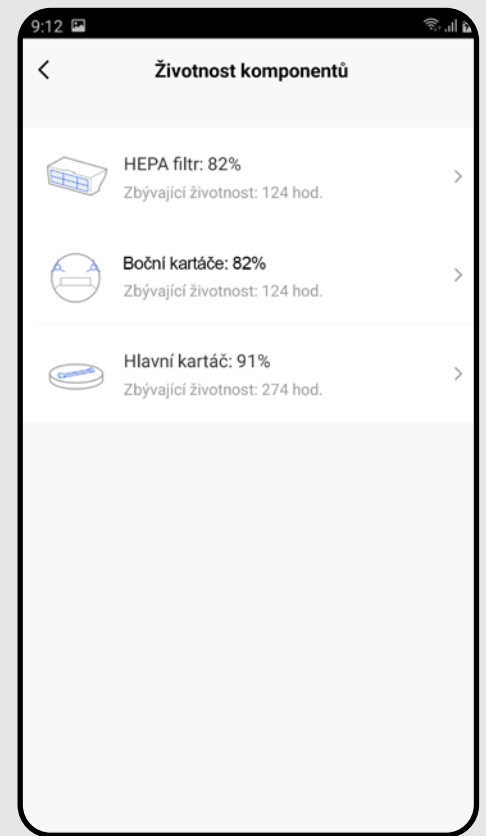 9:12
Životnost komponentů
HEPA filtr: 82%
Zbývající životnost: 124 hod.
Boční kartáče: 82%
Zbývající životnost: 124 hod.
Hlavní kartáč: 91%
Zbývající životnost: 274 hod.